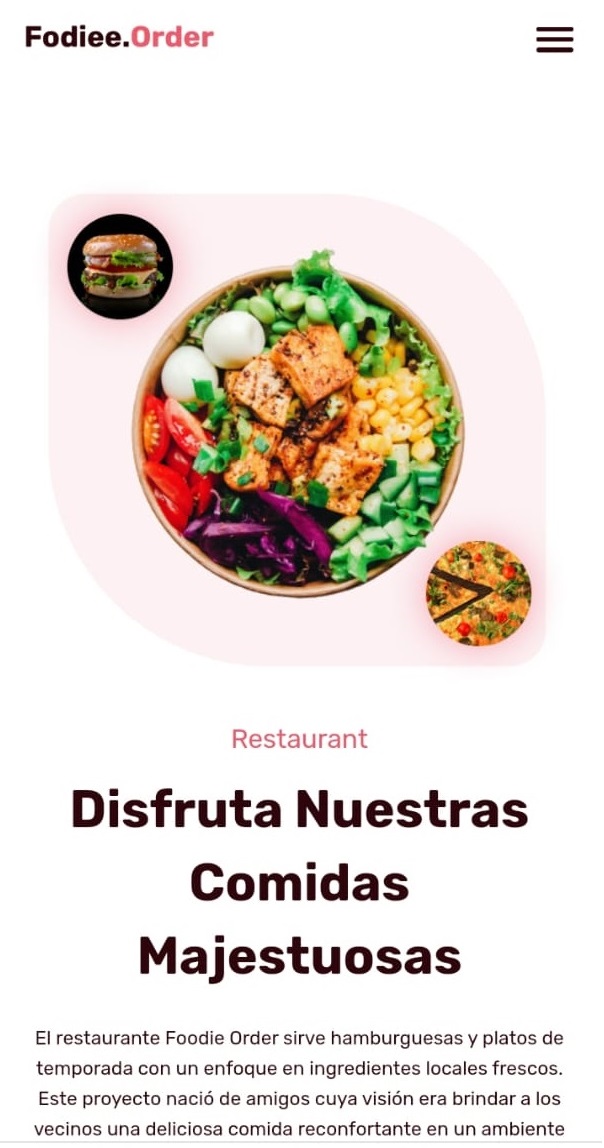 Fodiee.Order
Restaurant
Disfruta Nuestras
Comidas
Majestuosas
El restaurante Foodie Order sirve hamburguesas y platos de
temporada con un enfoque en ingredientes locales frescos.
Este proyecto nació de amigos cuya visión era brindar a los
vecinos una deliciosa comida reconfortante en un ambiente